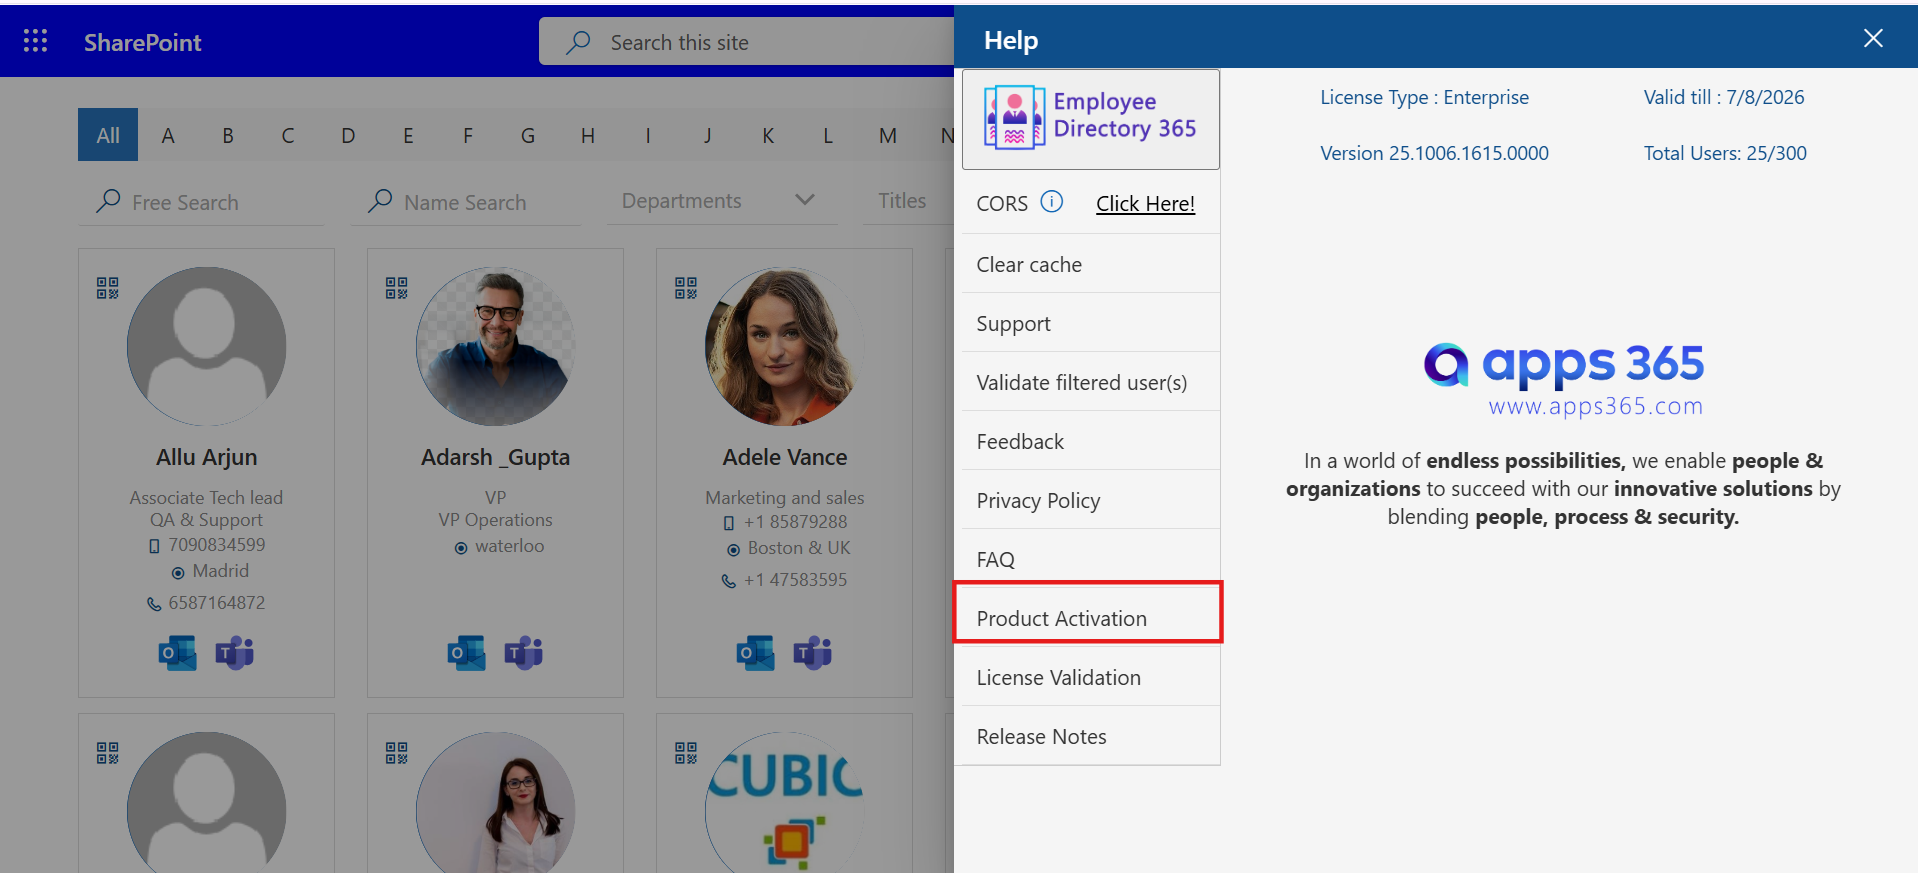 SharePoint
Search this site
All A B C D E F G H I J K L M N
Free Search
Name Search
Departments
Titles
Allu Arjun
Associate Tech lead
QA & Support
7090834599
Madrid
6587164872
Adarsh _Gupta
VP
VP Operations
waterloo
Adele Vance
Marketing and sales
+1 85879288
Boston & UK
+1 47583595
CUBIC
Help
Employee
Directory 365
CORS Click Here!
Clear cache
Support
Validate filtered user(s)
Feedback
Privacy Policy
FAQ
Product Activation
License Validation
Release Notes
License Type : Enterprise
Valid till : 7/8/2026
Version 25.1006.1615.0000
Total Users: 25/300
apps 365
www.apps365.com
In a world of endless possibilities, we enable people &
organizations to succeed with our innovative solutions by
blending people, process & security.